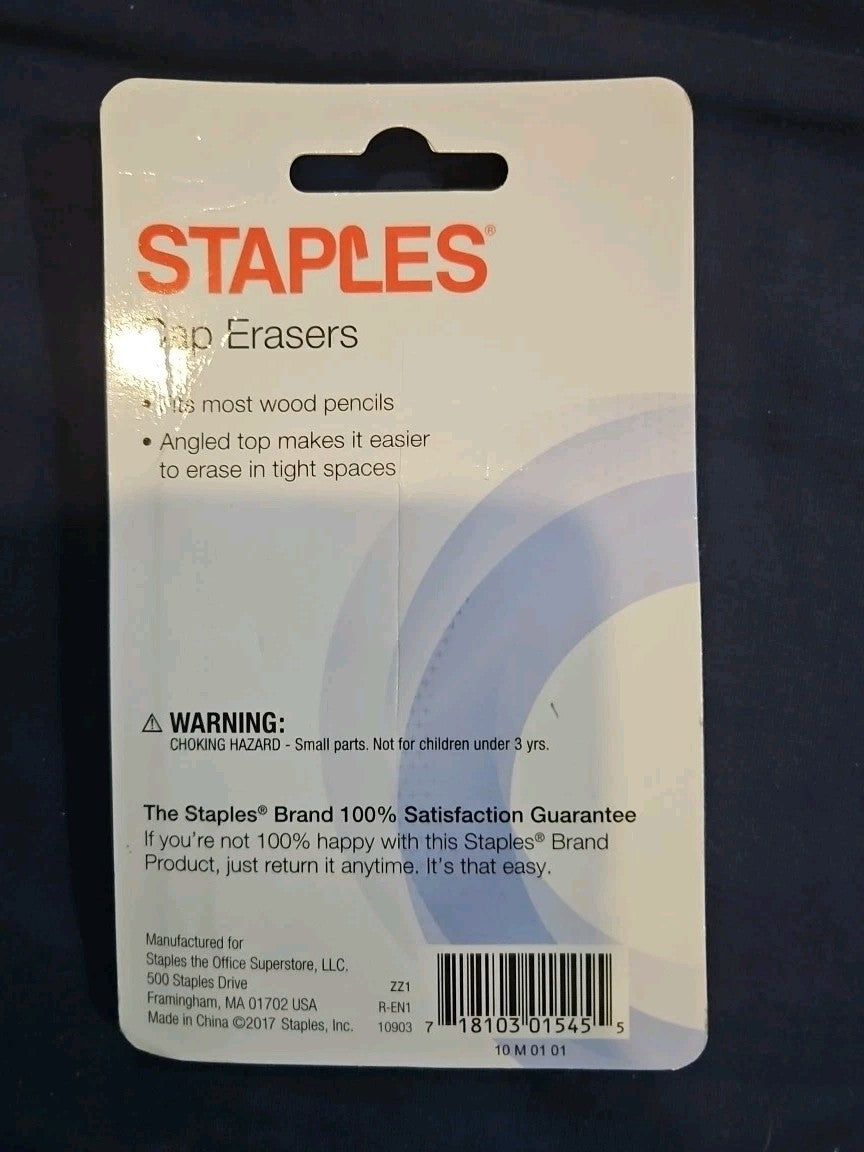 STAPLES®
Cap Erasers
• Fits most wood pencils
• Angled top makes it easier
to erase in tight spaces
⚠ WARNING:
CHOKING HAZARD - Small parts. Not for children under 3 yrs.
The Staples® Brand 100% Satisfaction Guarantee
If you're not 100% happy with this Staples® Brand
Product, just return it anytime. It's that easy.
Manufactured for
Staples the Office Superstore, LLC.
500 Staples Drive
Framingham, MA 01702 USA
Made in China ©2017 Staples, Inc.
ZZ1
R-EN1
10903
7 18103 01545 5
10 M 01 01